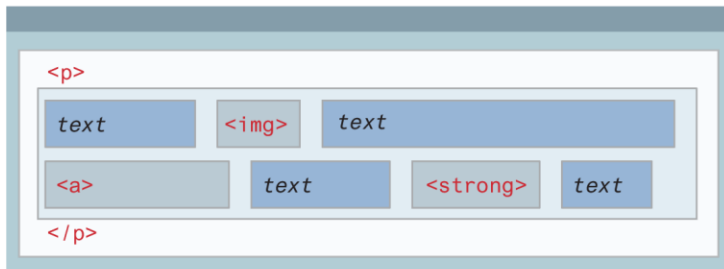 <p>
text <img> text
<a> text <strong> text
</p>